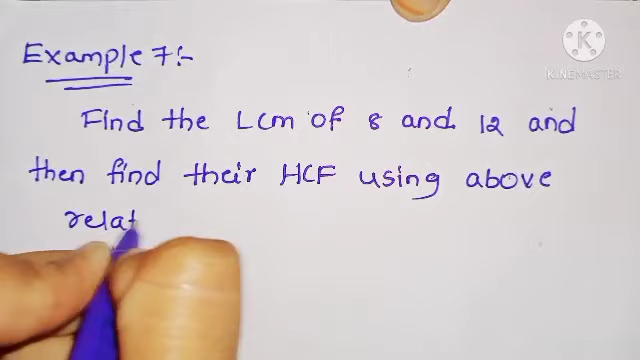 Example 7:-
Find the LCM of 8 and 12 and
then find their HCF using above
relat
KINEMASTER